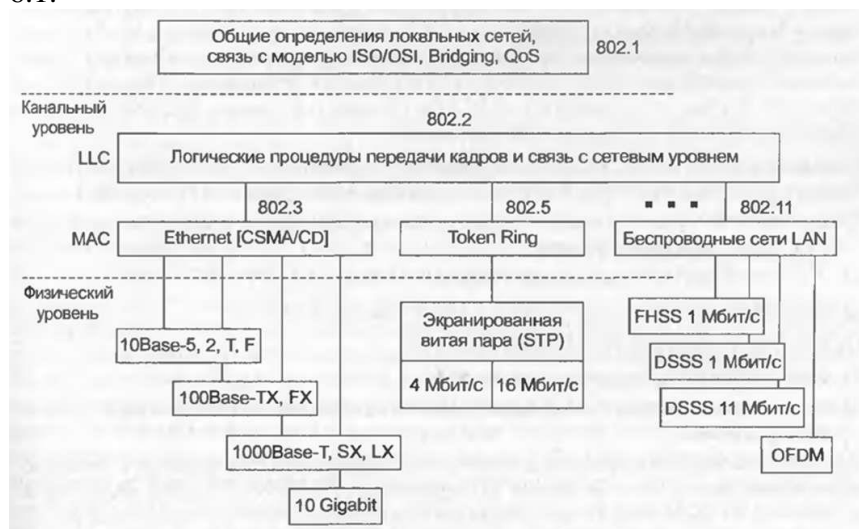 Общие определения локальных сетей,
связь с моделью ISO/OSI, Bridging, QoS
802.1
Канальный
уровень
802.2
LLC
Логические процедуры передачи кадров и связь с сетевым уровнем
802.3
802.5
802.11
MAC
Ethernet [CSMA/CD]
Token Ring
Беспроводные сети LAN
Физический
уровень
10Base-5, 2, T, F
100Base-TX, FX
1000Base-T, SX, LX
10 Gigabit
Экранированная
витая пара (STP)
4 Мбит/с 16 Мбит/с
FHSS 1 Мбит/с
DSSS 1 Мбит/с
DSSS 11 Мбит/с
OFDM